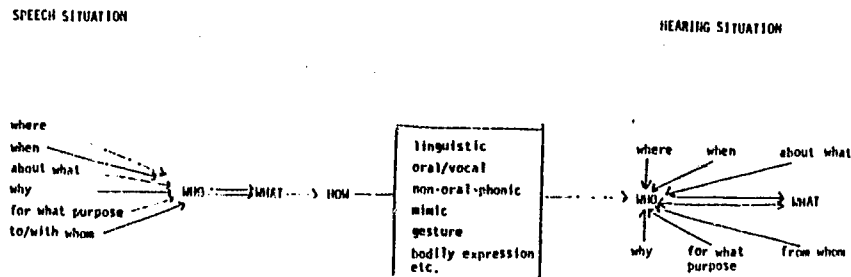 SPEECH SITUATION
HEARING SITUATION
where
when
about what
why
for what purpose
to/with whom
WHO
WHAT
HOW
linguistic
oral/vocal
non-oral-phonic
mimic
gesture
bodily expression
etc.
where
when
about what
WHO
WHAT
why
for what
purpose
from whom